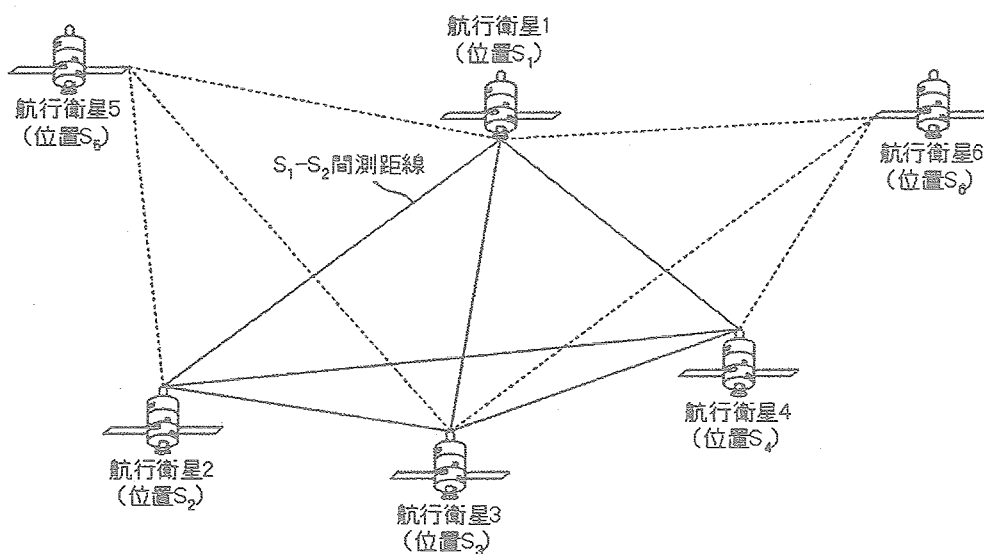 航行衛星1
(位置S₁)
航行衛星5
(位置S₅)
航行衛星6
(位置S₆)
S₁-S₂間測距線
航行衛星4
(位置S₄)
航行衛星2
(位置S₂)
航行衛星3
(位置S₃)